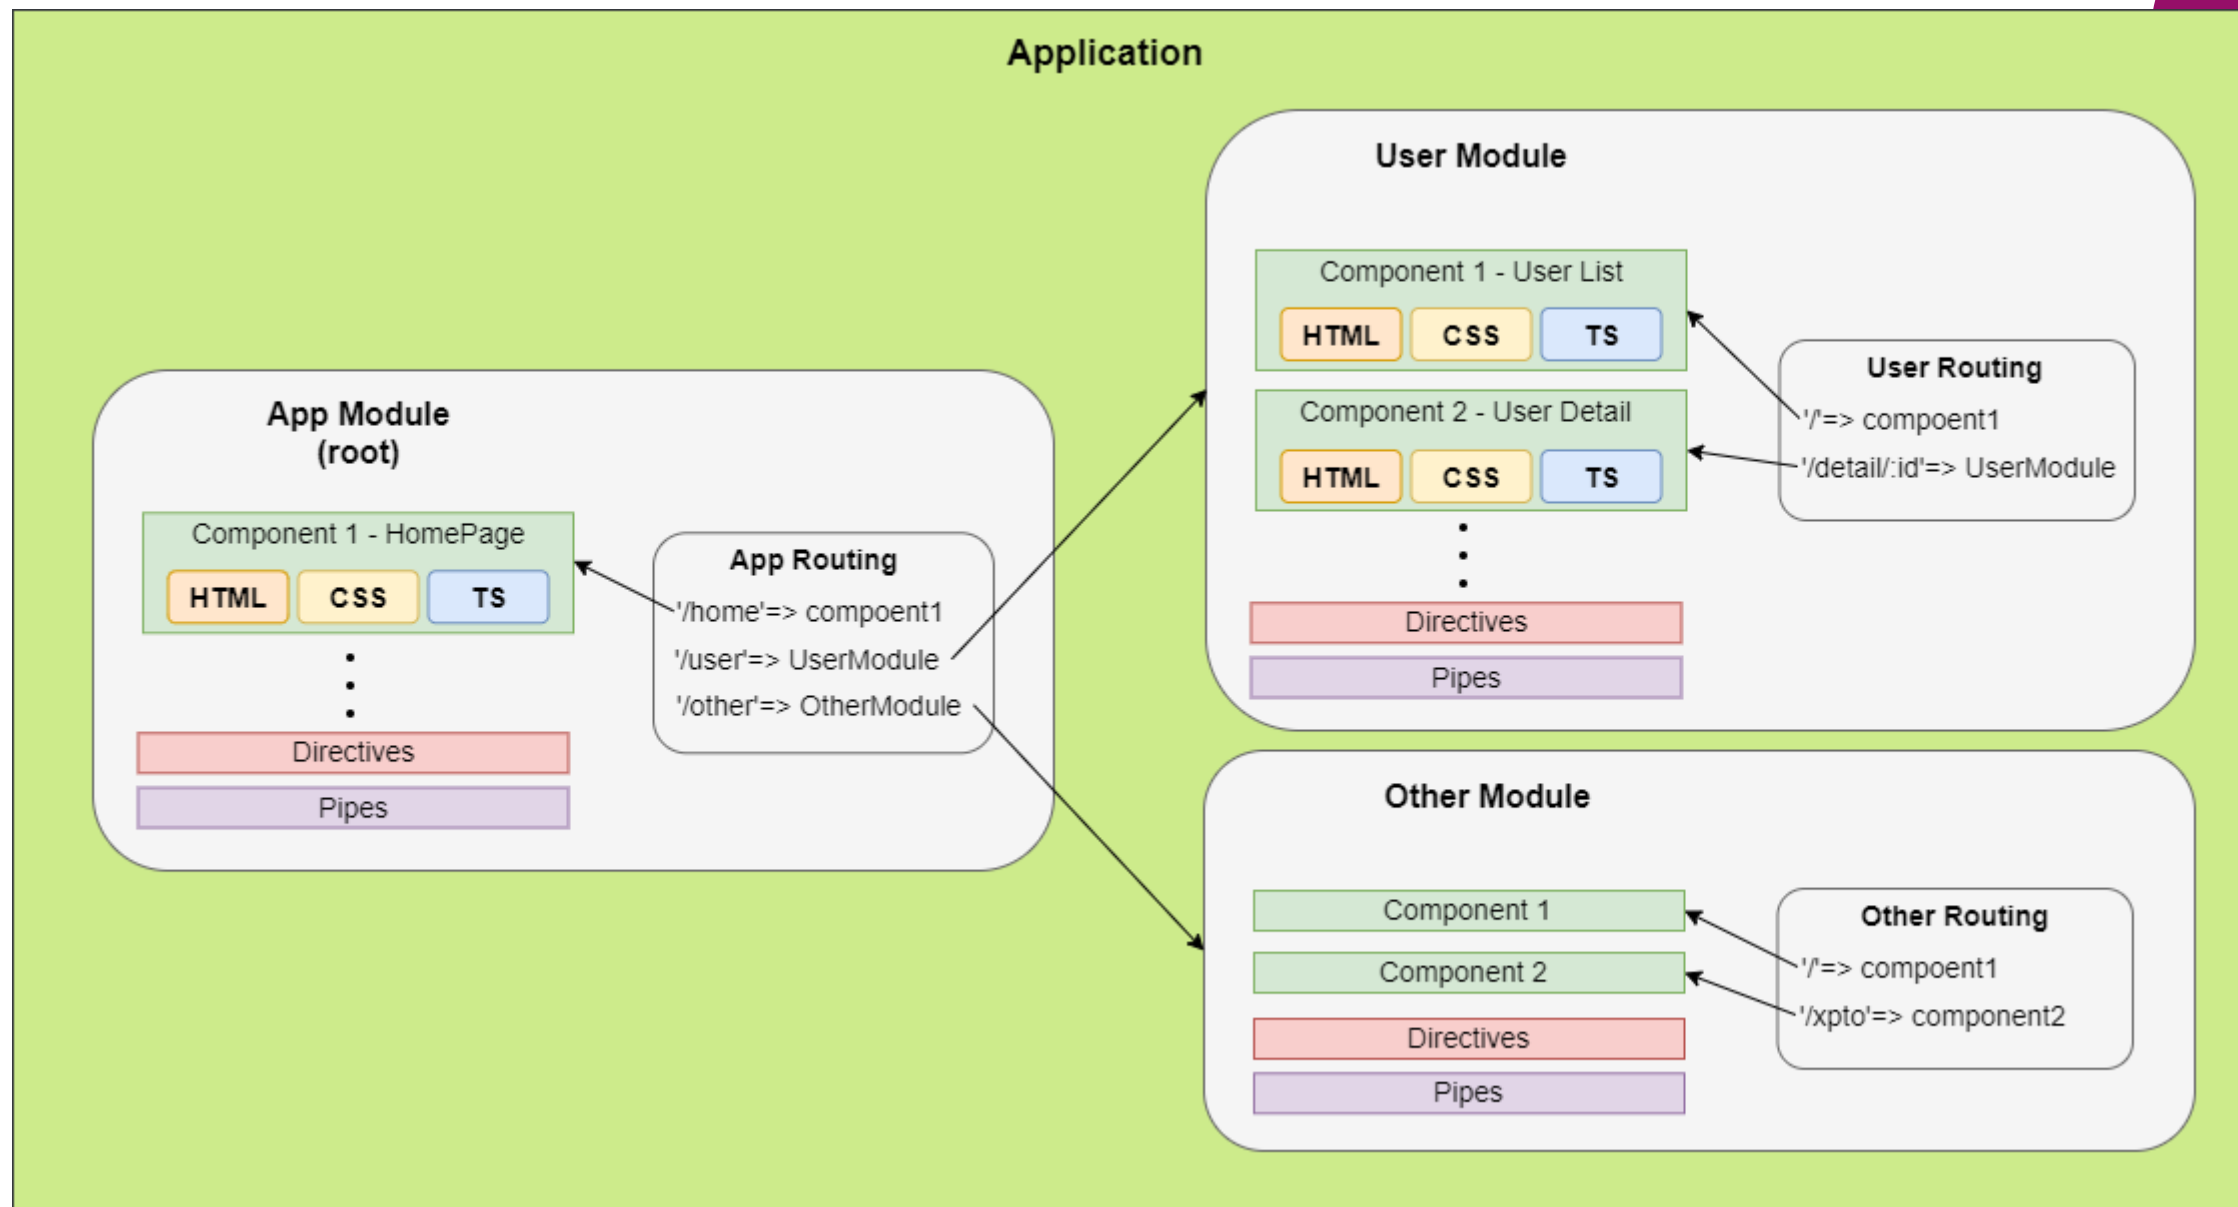 Application
App Module
(root)
Component 1 - HomePage
HTML
CSS
TS
Directives
Pipes
App Routing
'/home'=> compoent1
'/user'=> UserModule
'/other'=> OtherModule
User Module
Component 1 - User List
HTML
CSS
TS
Component 2 - User Detail
HTML
CSS
TS
Directives
Pipes
User Routing
'/'=> compoent1
'/detail/:id'=> UserModule
Other Module
Component 1
Component 2
Directives
Pipes
Other Routing
'/'=> compoent1
'/xpto'=> component2